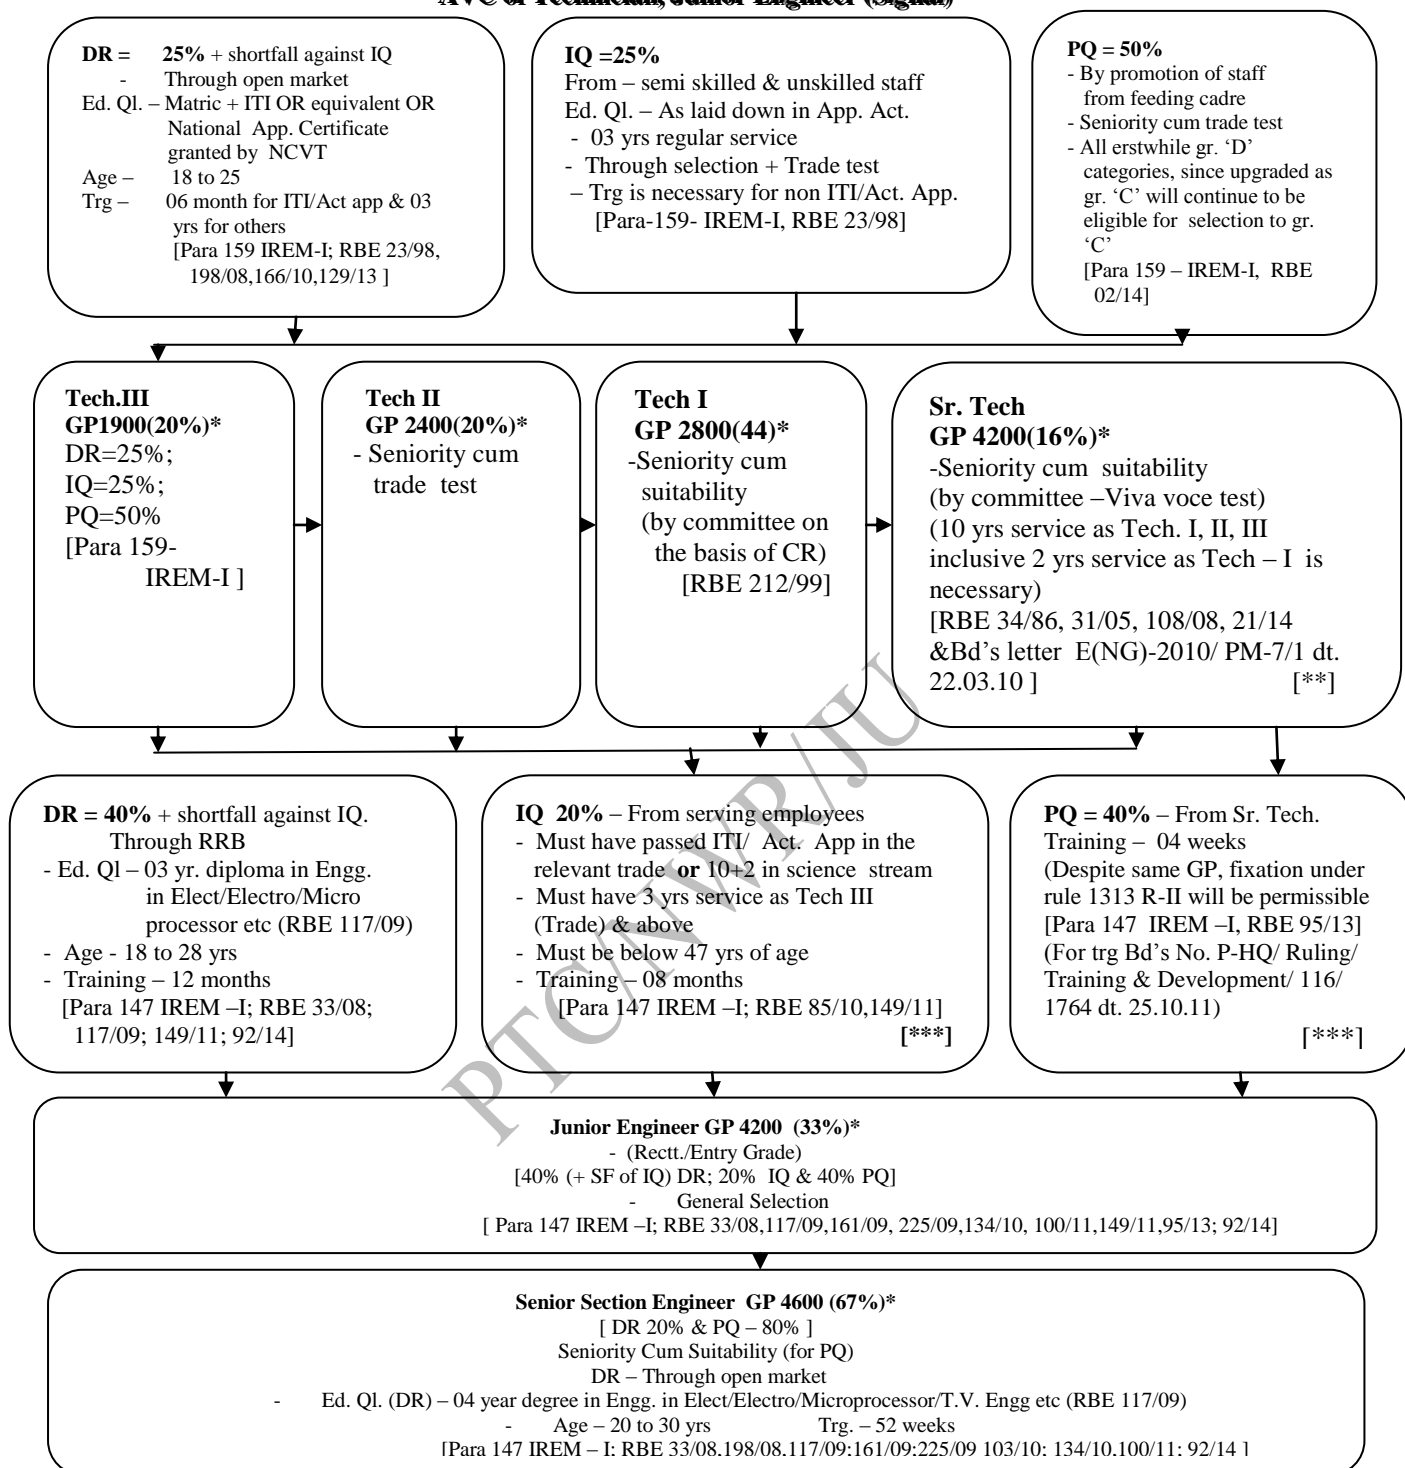 AVC of Technician, Junior Engineer (Signal)
DR = 25% + shortfall against IQ
- Through open market
Ed. Ql. – Matric + ITI OR equivalent OR
National App. Certificate
granted by NCVT
Age – 18 to 25
Trg – 06 month for ITI/Act app & 03
yrs for others
[Para 159 IREM-I; RBE 23/98,
198/08,166/10,129/13 ]
IQ =25%
From – semi skilled & unskilled staff
Ed. Ql. – As laid down in App. Act.
- 03 yrs regular service
- Through selection + Trade test
– Trg is necessary for non ITI/Act. App.
[Para-159- IREM-I, RBE 23/98]
PQ = 50%
- By promotion of staff
from feeding cadre
- Seniority cum trade test
- All erstwhile gr. ‘D’
categories, since upgraded as
gr. ‘C’ will continue to be
eligible for selection to gr.
‘C’
[Para 159 – IREM-I, RBE
02/14]
Tech.III
GP1900(20%)*
DR=25%;
IQ=25%;
PQ=50%
[Para 159-
IREM-I ]
Tech II
GP 2400(20%)*
- Seniority cum
trade test
Tech I
GP 2800(44)*
-Seniority cum
suitability
(by committee on
the basis of CR)
[RBE 212/99]
Sr. Tech
GP 4200(16%)*
-Seniority cum suitability
(by committee –Viva voce test)
(10 yrs service as Tech. I, II, III
inclusive 2 yrs service as Tech – I is
necessary)
[RBE 34/86, 31/05, 108/08, 21/14
&Bd’s letter E(NG)-2010/ PM-7/1 dt.
22.03.10 ] [**]
DR = 40% + shortfall against IQ.
Through RRB
- Ed. Ql – 03 yr. diploma in Engg.
in Elect/Electro/Micro
processor etc (RBE 117/09)
- Age - 18 to 28 yrs
- Training – 12 months
[Para 147 IREM –I; RBE 33/08;
117/09; 149/11; 92/14]
IQ 20% – From serving employees
- Must have passed ITI/ Act. App in the
relevant trade or 10+2 in science stream
- Must have 3 yrs service as Tech III
(Trade) & above
- Must be below 47 yrs of age
- Training – 08 months
[Para 147 IREM –I; RBE 85/10,149/11]
[***]
PQ = 40% – From Sr. Tech.
Training – 04 weeks
(Despite same GP, fixation under
rule 1313 R-II will be permissible
[Para 147 IREM –I, RBE 95/13]
(For trg Bd’s No. P-HQ/ Ruling/
Training & Development/ 116/
1764 dt. 25.10.11)
[***]
PTC/NWR/JU
Junior Engineer GP 4200 (33%)*
- (Rectt./Entry Grade)
[40% (+ SF of IQ) DR; 20% IQ & 40% PQ]
- General Selection
[ Para 147 IREM –I; RBE 33/08,117/09,161/09, 225/09,134/10, 100/11,149/11,95/13; 92/14]
Senior Section Engineer GP 4600 (67%)*
[ DR 20% & PQ – 80% ]
Seniority Cum Suitability (for PQ)
DR – Through open market
- Ed. Ql. (DR) – 04 year degree in Engg. in Elect/Electro/Microprocessor/T.V. Engg etc (RBE 117/09)
- Age – 20 to 30 yrs Trg. – 52 weeks
[Para 147 IREM – I; RBE 33/08,198/08,117/09;161/09;225/09 103/10; 134/10,100/11; 92/14 ]